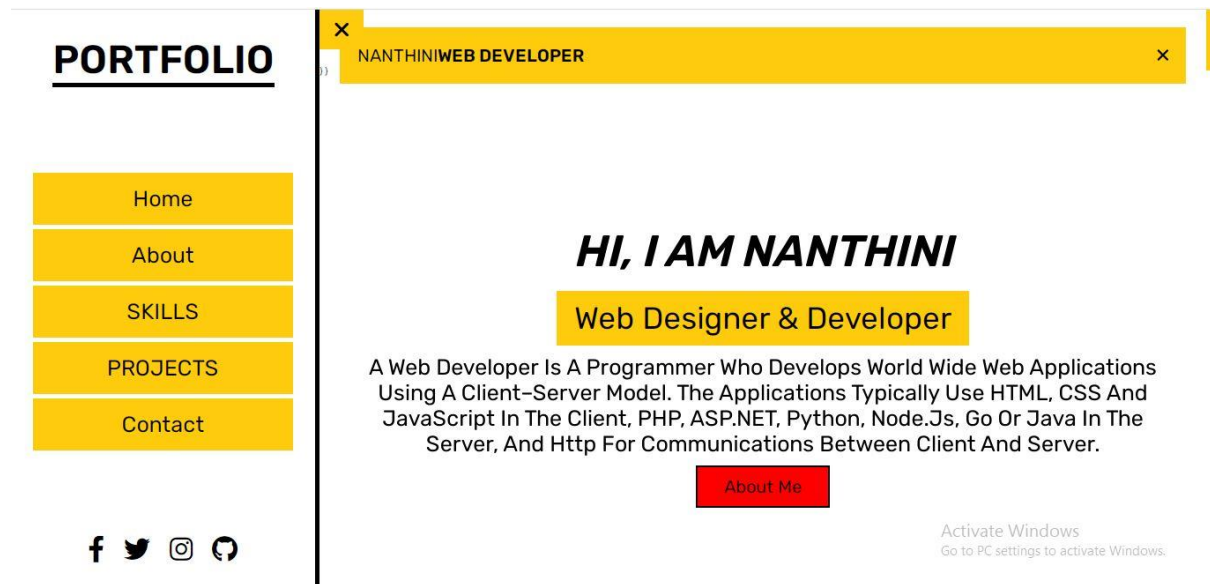 PORTFOLIO
Home
About
SKILLS
PROJECTS
Contact
NANTHINIWEB DEVELOPER
}}
HI, I AM NANTHINI
Web Designer & Developer
A Web Developer Is A Programmer Who Develops World Wide Web Applications
Using A Client–Server Model. The Applications Typically Use HTML, CSS And
JavaScript In The Client, PHP, ASP.NET, Python, Node.Js, Go Or Java In The
Server, And Http For Communications Between Client And Server.
About Me
Activate Windows
Go to PC settings to activate Windows.